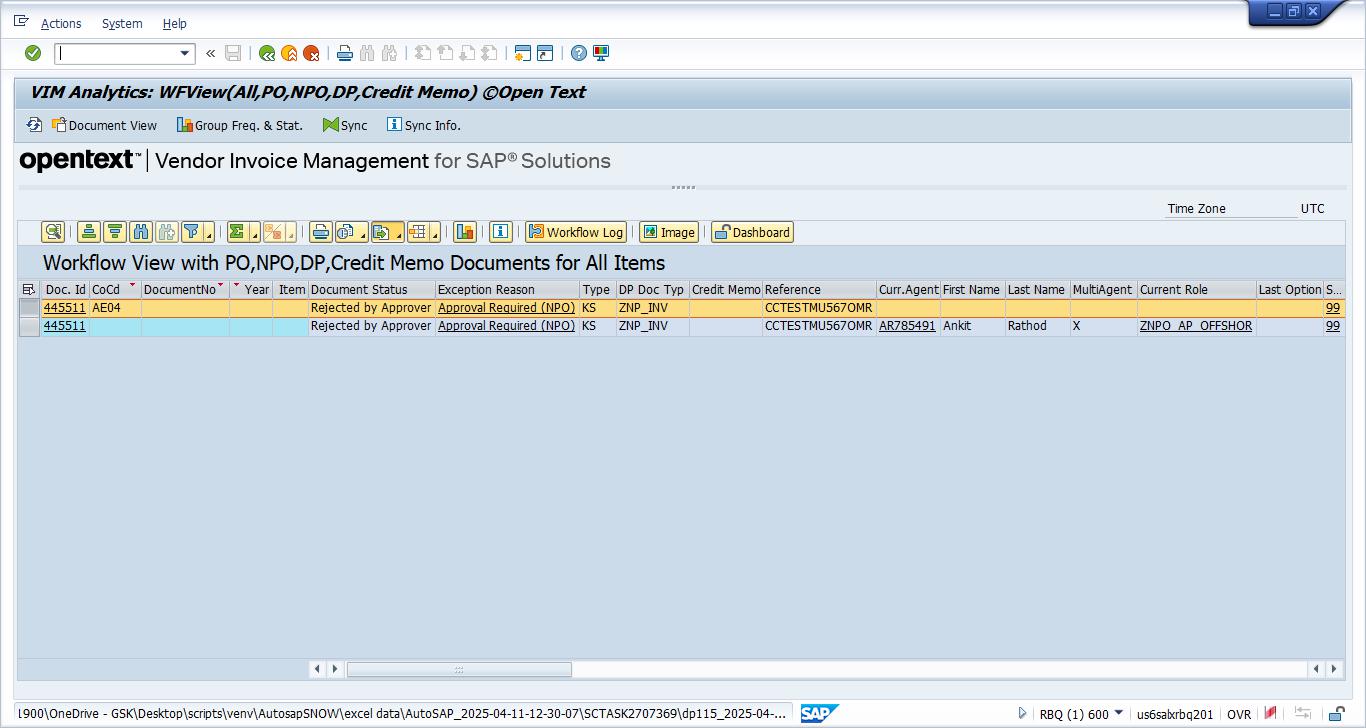 Actions System Help
VIM Analytics: WFView(All,PO,NPO,DP,Credit Memo) ©Open Text
Document View Group Freq. & Stat. Sync Sync Info.
opentext™ | Vendor Invoice Management for SAP® Solutions
Time Zone UTC
Workflow Log Image Dashboard
Workflow View with PO,NPO,DP,Credit Memo Documents for All Items
Doc. Id CoCd DocumentNo Year Item Document Status Exception Reason Type DP Doc Typ Credit Memo Reference Curr.Agent First Name Last Name MultiAgent Current Role Last Option S...
445511 AE04 Rejected by Approver Approval Required (NPO) KS ZNP_INV CCTESTMU567OMR 99
445511 Rejected by Approver Approval Required (NPO) KS ZNP_INV CCTESTMU567OMR AR785491 Ankit Rathod X ZNPO_AP_OFFSHOR 99
1900\OneDrive - GSK\Desktop\scripts\venv\AutosapSNOW\excel data\AutoSAP_2025-04-11-12-30-07\SCTASK2707369\dp115_2025-04-... SAP RBQ (1) 600 us6salxrbq201 OVR